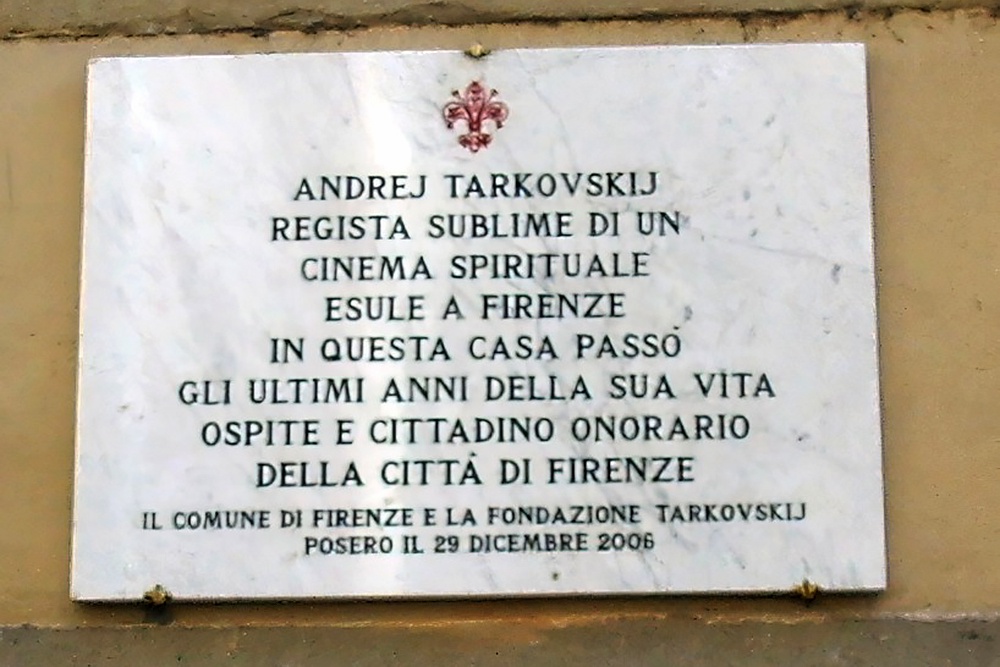 ANDREJ TARKOVSKIJ
REGISTA SUBLIME DI UN
CINEMA SPIRITUALE
ESULE A FIRENZE
IN QUESTA CASA PASSÒ
GLI ULTIMI ANNI DELLA SUA VITA
OSPITE E CITTADINO ONORARIO
DELLA CITTÀ DI FIRENZE
IL COMUNE DI FIRENZE E LA FONDAZIONE TARKOVSKIJ
POSERO IL 29 DICEMBRE 2006